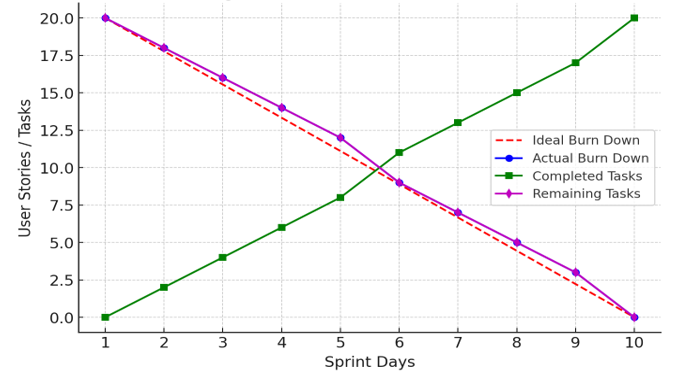 20.0
17.5
15.0
12.5
10.0
7.5
5.0
2.5
0.0
User Stories / Tasks
Ideal Burn Down
Actual Burn Down
Completed Tasks
Remaining Tasks
1 2 3 4 5 6 7 8 9 10
Sprint Days